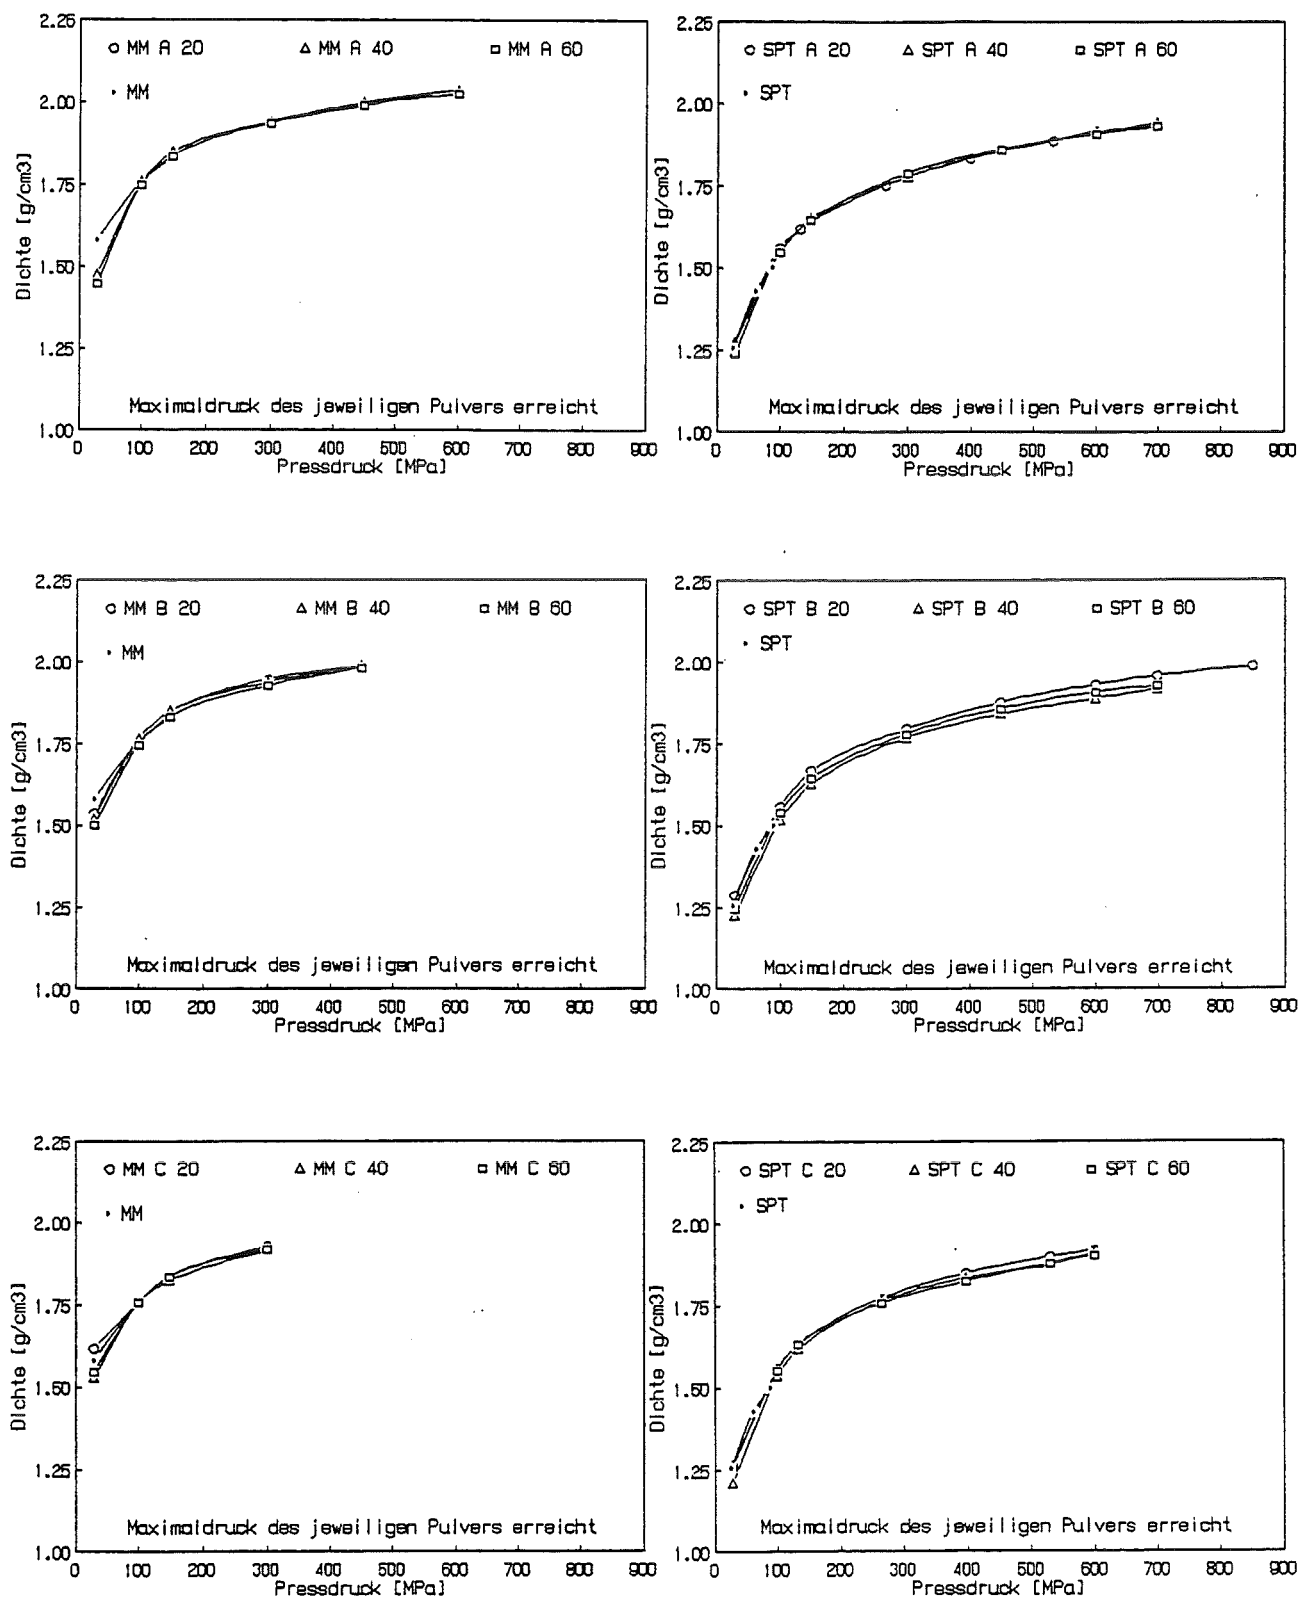 2.25
2.00
1.75
1.50
1.25
1.00
Dichte [g/cm3]
○ MM A 20 △ MM A 40 □ MM A 60
· MM
Maximaldruck des jeweiligen Pulvers erreicht
0 100 200 300 400 500 600 700 800 900
Pressdruck [MPa]
2.25
2.00
1.75
1.50
1.25
1.00
Dichte [g/cm3]
○ SPT A 20 △ SPT A 40 □ SPT A 60
· SPT
Maximaldruck des jeweiligen Pulvers erreicht
0 100 200 300 400 500 600 700 800 900
Pressdruck [MPa]
2.25
2.00
1.75
1.50
1.25
1.00
Dichte [g/cm3]
○ MM B 20 △ MM B 40 □ MM B 60
· MM
Maximaldruck des jeweiligen Pulvers erreicht
0 100 200 300 400 500 600 700 800 900
Pressdruck [MPa]
2.25
2.00
1.75
1.50
1.25
1.00
Dichte [g/cm3]
○ SPT B 20 △ SPT B 40 □ SPT B 60
· SPT
Maximaldruck des jeweiligen Pulvers erreicht
0 100 200 300 400 500 600 700 800 900
Pressdruck [MPa]
2.25
2.00
1.75
1.50
1.25
1.00
Dichte [g/cm3]
○ MM C 20 △ MM C 40 □ MM C 60
· MM
Maximaldruck des jeweiligen Pulvers erreicht
0 100 200 300 400 500 600 700 800 900
Pressdruck [MPa]
2.25
2.00
1.75
1.50
1.25
1.00
Dichte [g/cm3]
○ SPT C 20 △ SPT C 40 □ SPT C 60
· SPT
Maximaldruck des jeweiligen Pulvers erreicht
0 100 200 300 400 500 600 700 800 900
Pressdruck [MPa]